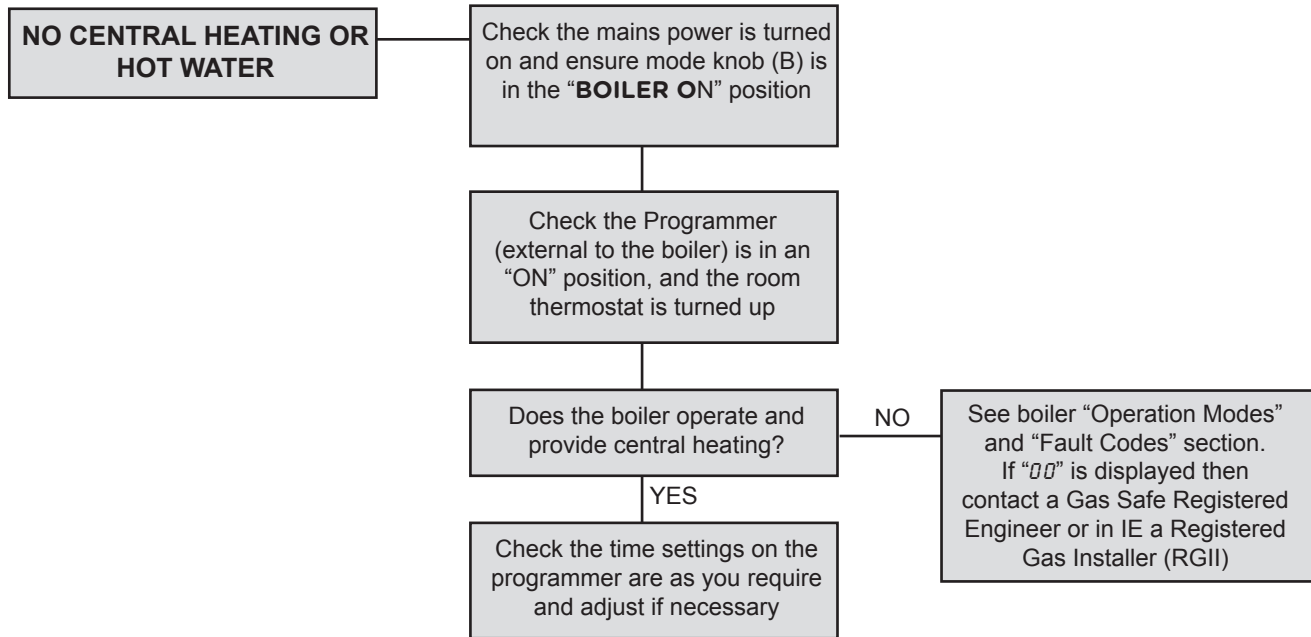 NO CENTRAL HEATING OR
HOT WATER
Check the mains power is turned
on and ensure mode knob (B) is
in the “BOILER ON” position
Check the Programmer
(external to the boiler) is in an
“ON” position, and the room
thermostat is turned up
Does the boiler operate and
provide central heating?
NO
See boiler “Operation Modes”
and “Fault Codes” section.
If “00” is displayed then
contact a Gas Safe Registered
Engineer or in IE a Registered
Gas Installer (RGII)
YES
Check the time settings on the
programmer are as you require
and adjust if necessary